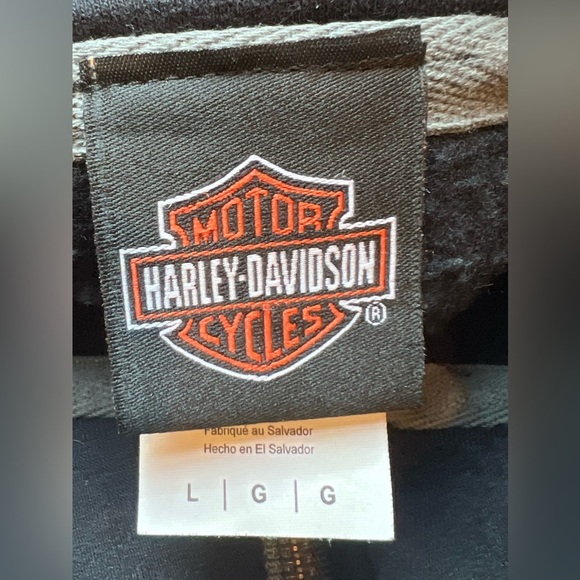 MOTOR
HARLEY-DAVIDSON
CYCLES
®
Fabriqué au Salvador
Hecho en El Salvador
L | G | G